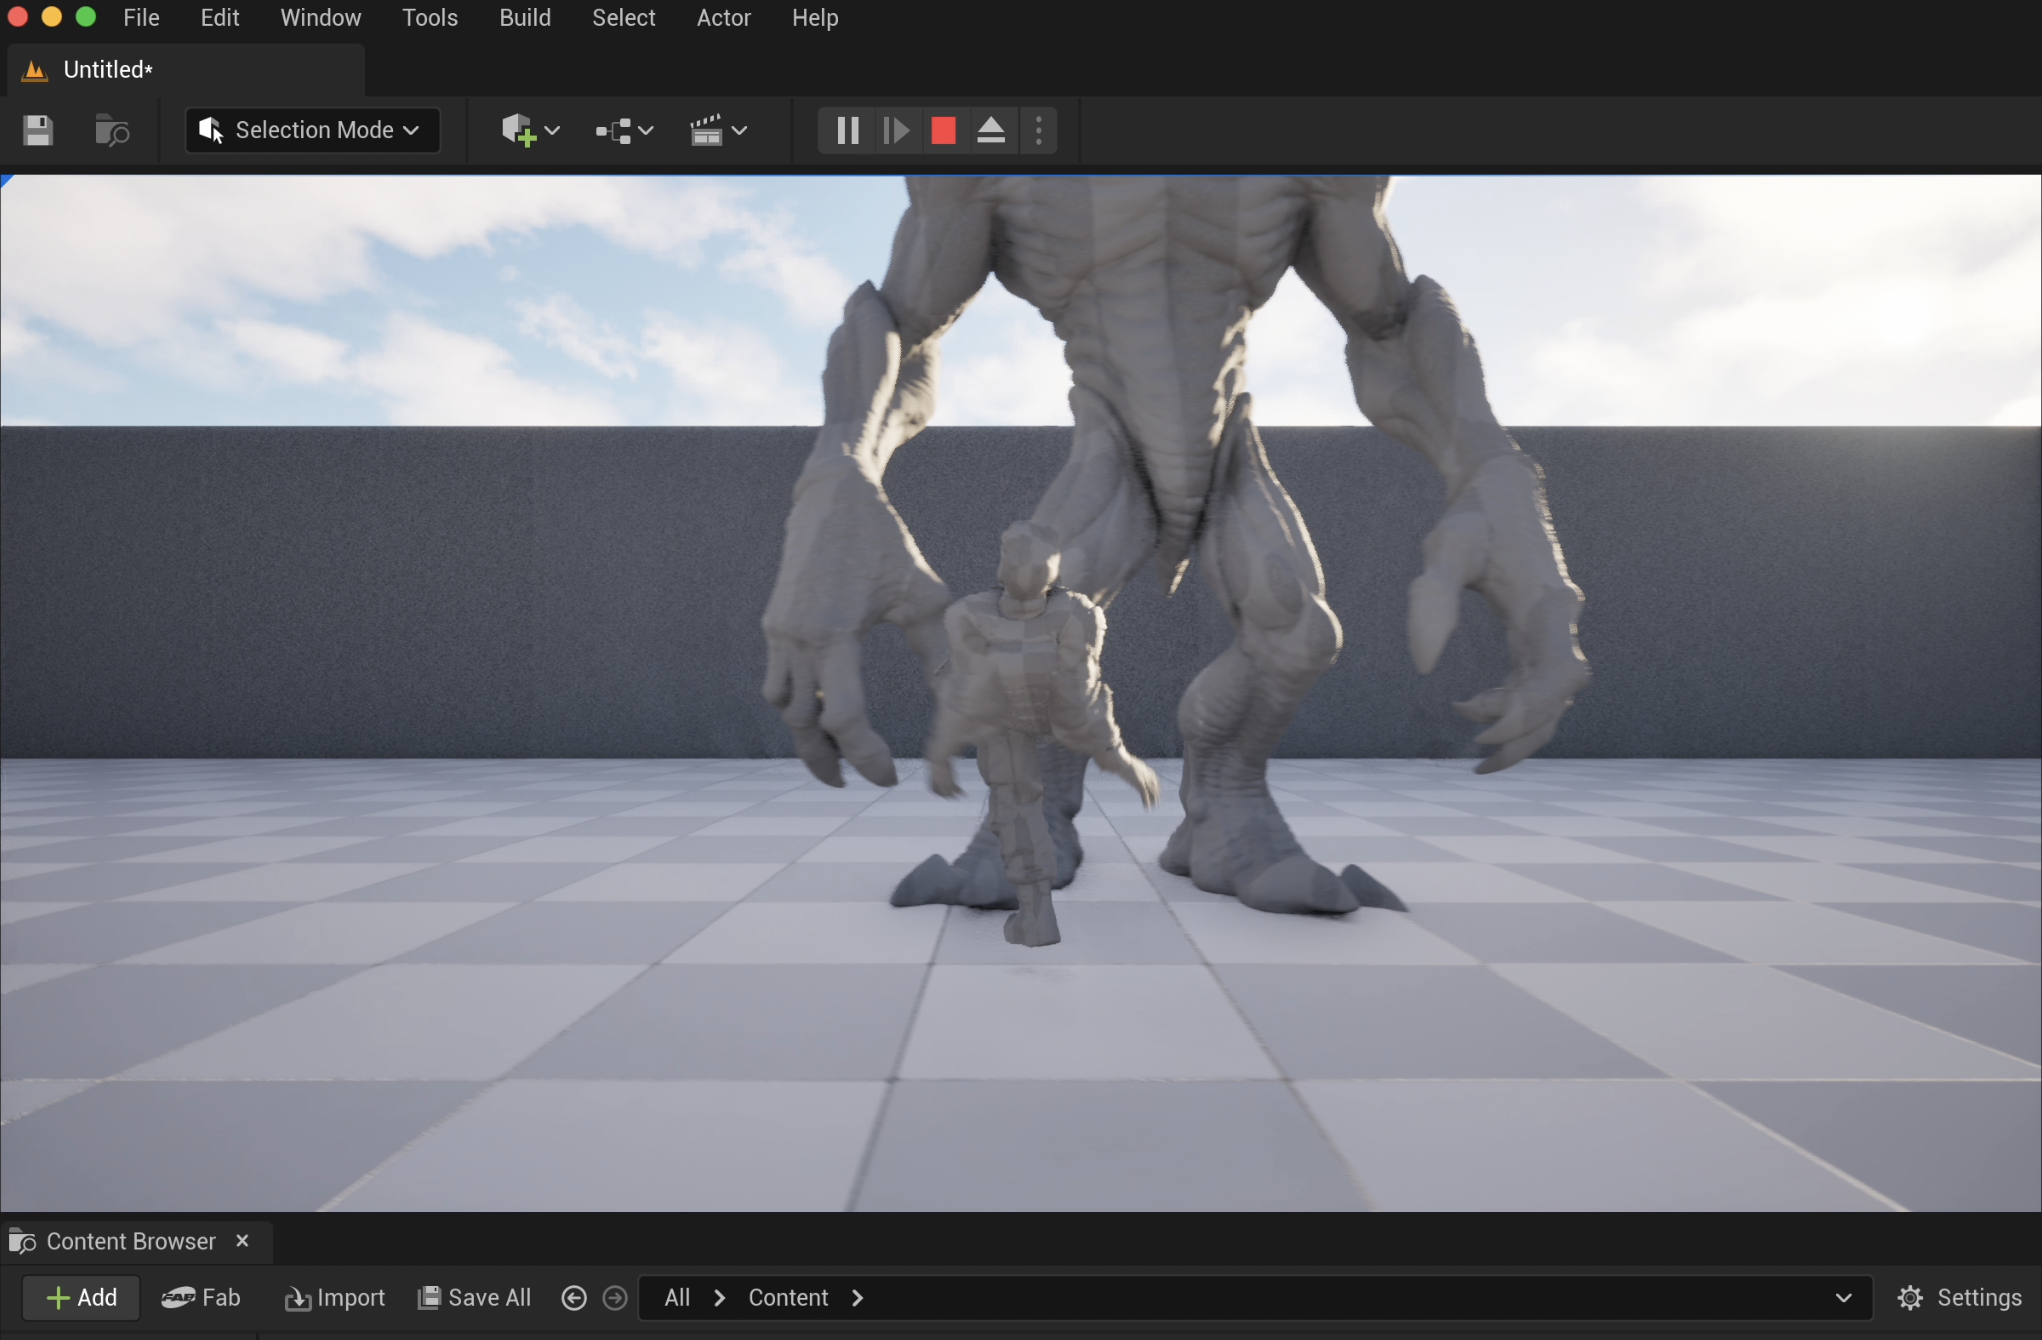 File Edit Window Tools Build Select Actor Help
Untitled*
Selection Mode
Content Browser
Add FAB Fab Import Save All All Content Settings